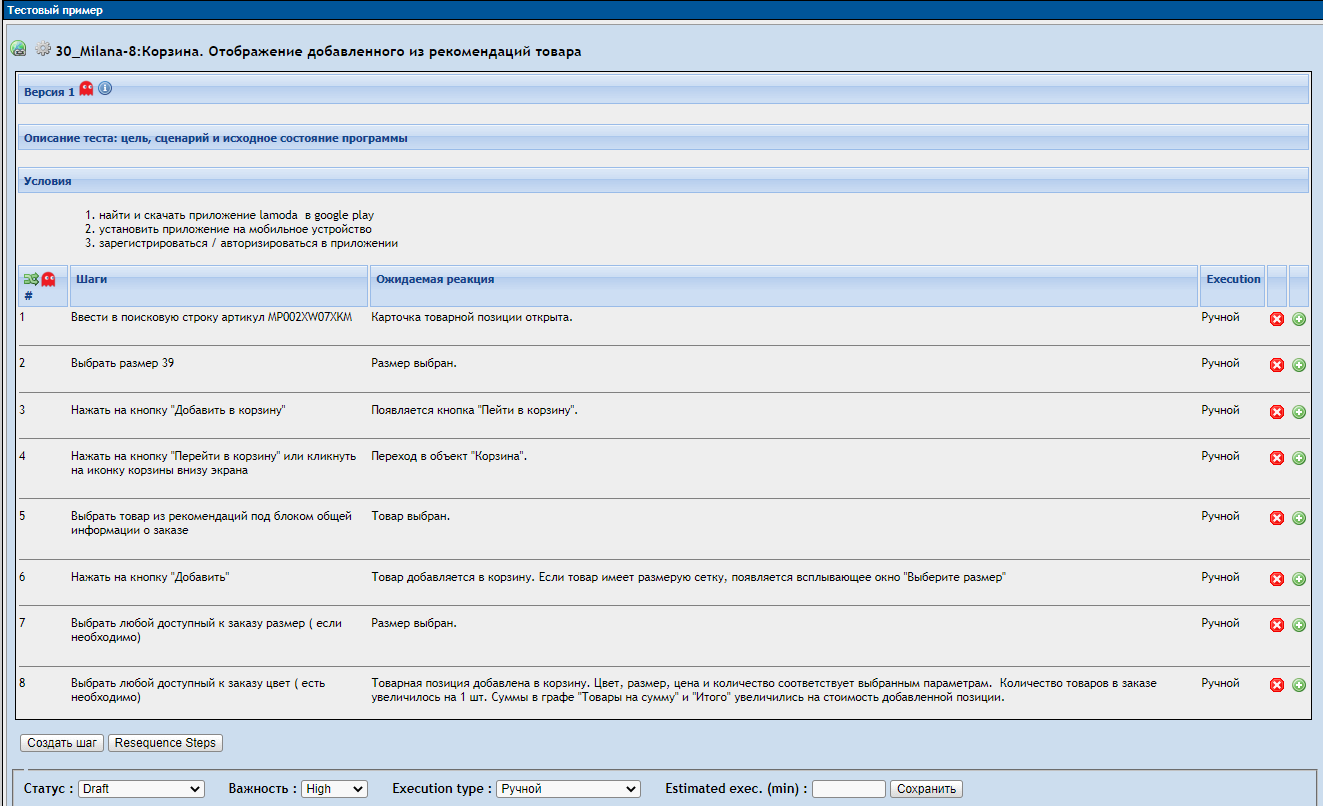 Тестовый пример
30_Milana-8:Корзина. Отображение добавленного из рекомендаций товара
Версия 1
Описание теста: цель, сценарий и исходное состояние программы
Условия
1. найти и скачать приложение lamoda в google play
2. установить приложение на мобильное устройство
3. зарегистрироваться / авторизироваться в приложении
# Шаги Ожидаемая реакция Execution
1 Ввести в поисковую строку артикул MP002XW07XKM Карточка товарной позиции открыта. Ручной
2 Выбрать размер 39 Размер выбран. Ручной
3 Нажать на кнопку "Добавить в корзину" Появляется кнопка "Пейти в корзину". Ручной
4 Нажать на кнопку "Перейти в корзину" или кликнуть Переход в объект "Корзина". Ручной
на иконку корзины внизу экрана
5 Выбрать товар из рекомендаций под блоком общей Товар выбран. Ручной
информации о заказе
6 Нажать на кнопку "Добавить" Товар добавляется в корзину. Если товар имеет размерую сетку, появляется всплывающее окно "Выберите размер" Ручной
7 Выбрать любой доступный к заказу размер ( если Размер выбран. Ручной
необходимо)
8 Выбрать любой доступный к заказу цвет ( есть Товарная позиция добавлена в корзину. Цвет, размер, цена и количество соответствует выбранным параметрам. Количество товаров в заказе Ручной
необходимо) увеличилось на 1 шт. Суммы в графе "Товары на сумму" и "Итого" увеличились на стоимость добавленной позиции.
Создать шаг Resequence Steps
Статус : Draft Важность : High Execution type : Ручной Estimated exec. (min) : Сохранить